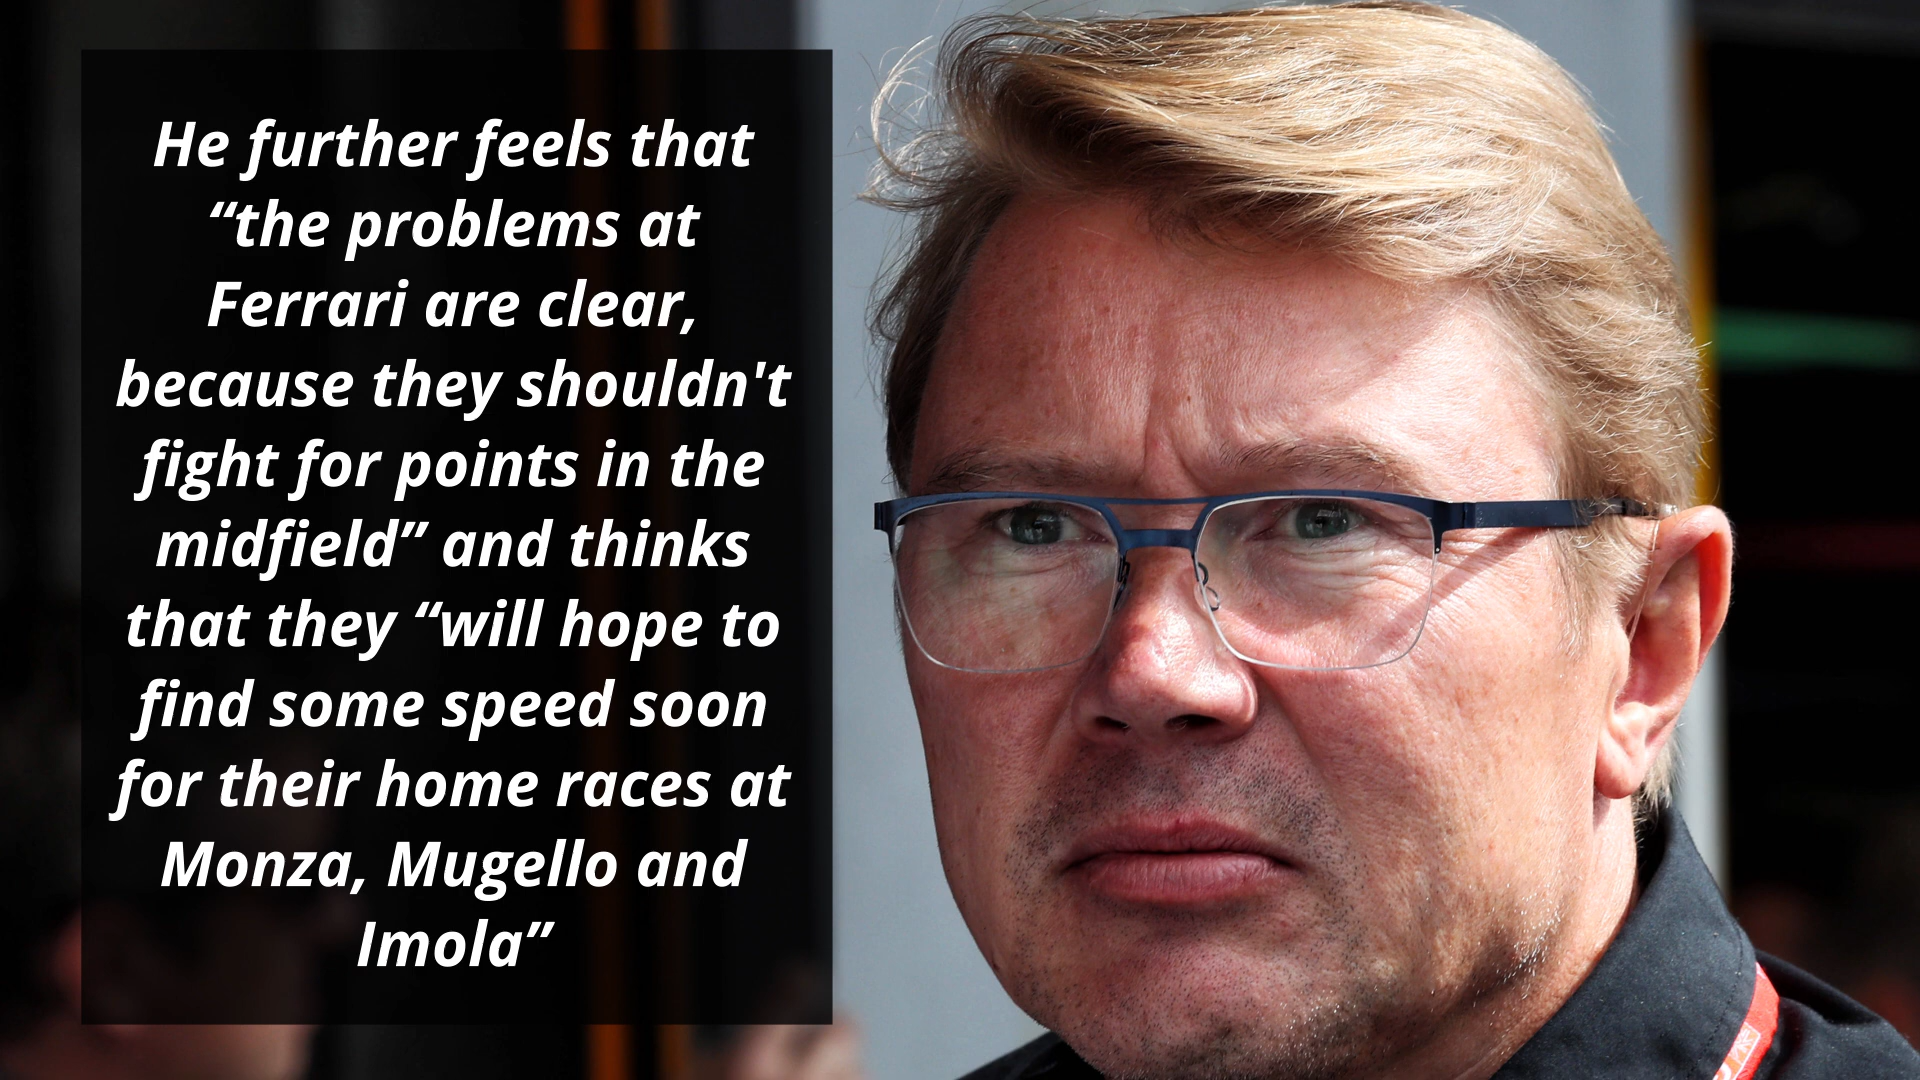 He further feels that
“the problems at
Ferrari are clear,
because they shouldn't
fight for points in the
midfield” and thinks
that they “will hope to
find some speed soon
for their home races at
Monza, Mugello and
Imola”